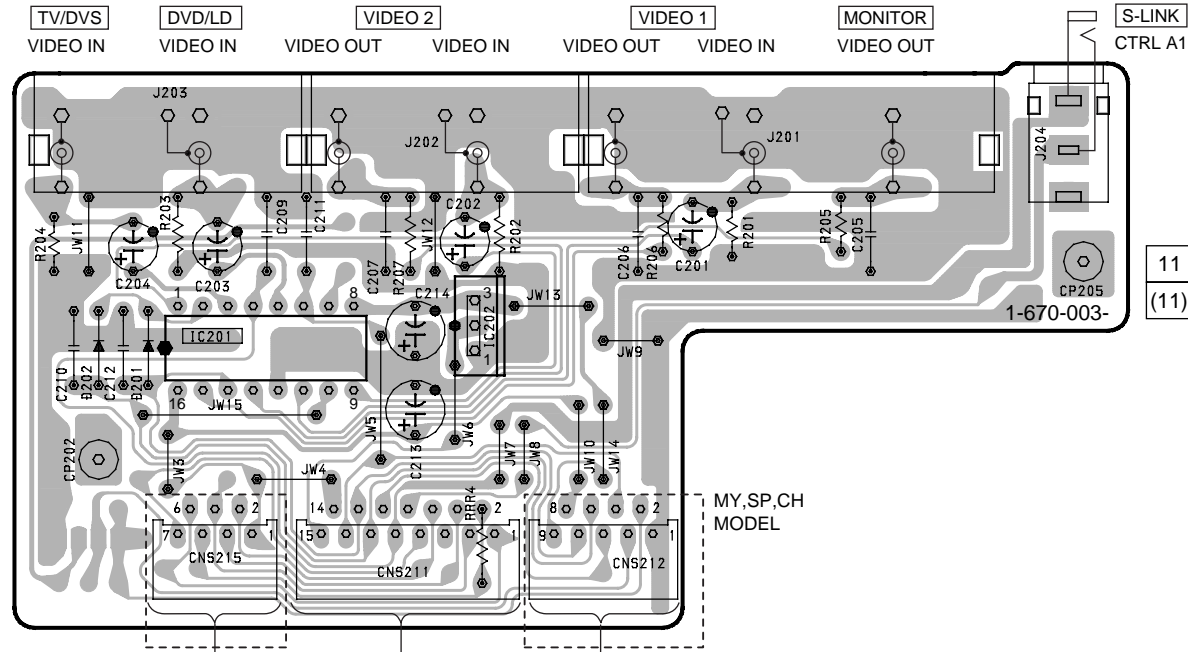 TV/DVS DVD/LD VIDEO 2 VIDEO 1 MONITOR S-LINK
VIDEO IN VIDEO IN VIDEO OUT VIDEO IN VIDEO OUT VIDEO IN VIDEO OUT CTRL A1
J203
J202
J201
J204
R204
JW11
C204
R203
C203
C209
C211
C207
R207
JW12
C202
R202
C206
R206
C201
R201
R205
C205
CP205
11
(11)
1-670-003-
1 8
IC201
16 9
C214
3
IC202
1
JW13
JW9
C210
D202
C212
D201
JW15
JW5
C213
JW6
JW7
JW8
JW10
JW14
CP202
JW3
JW4
RRR4
6 2
7 1
CNS215
14 2
15 1
CNS211
8 2
9 1
CNS212
MY,SP,CH
MODEL